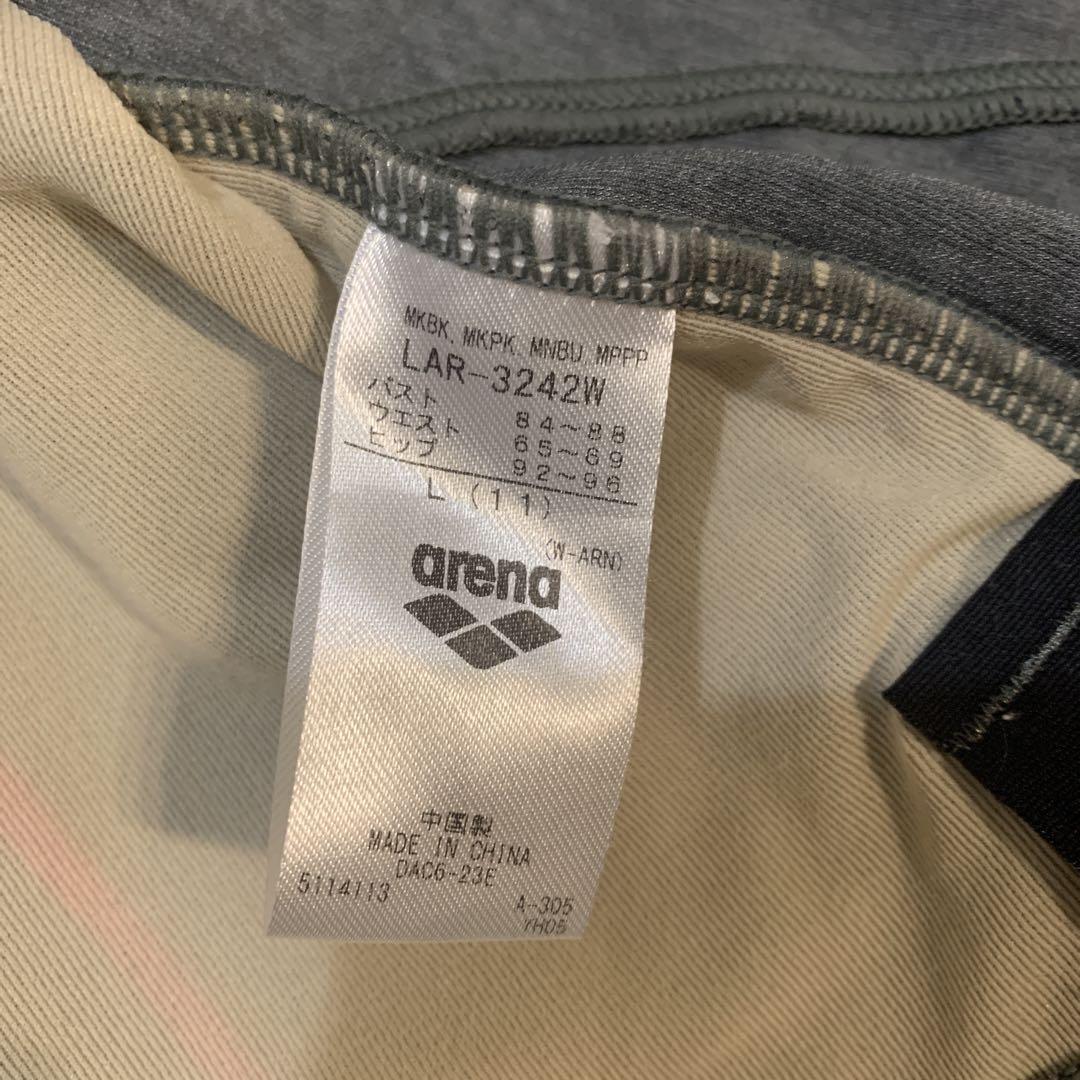 MKBK, MKPK, MNBU, MPPP
LAR-3242W
バスト 84~88
ウエスト 65~69
ヒップ 92~96
L (11)
(W-ARN)
arena
中国製
MADE IN CHINA
DAC6-23E
5114113
A-305
YH05